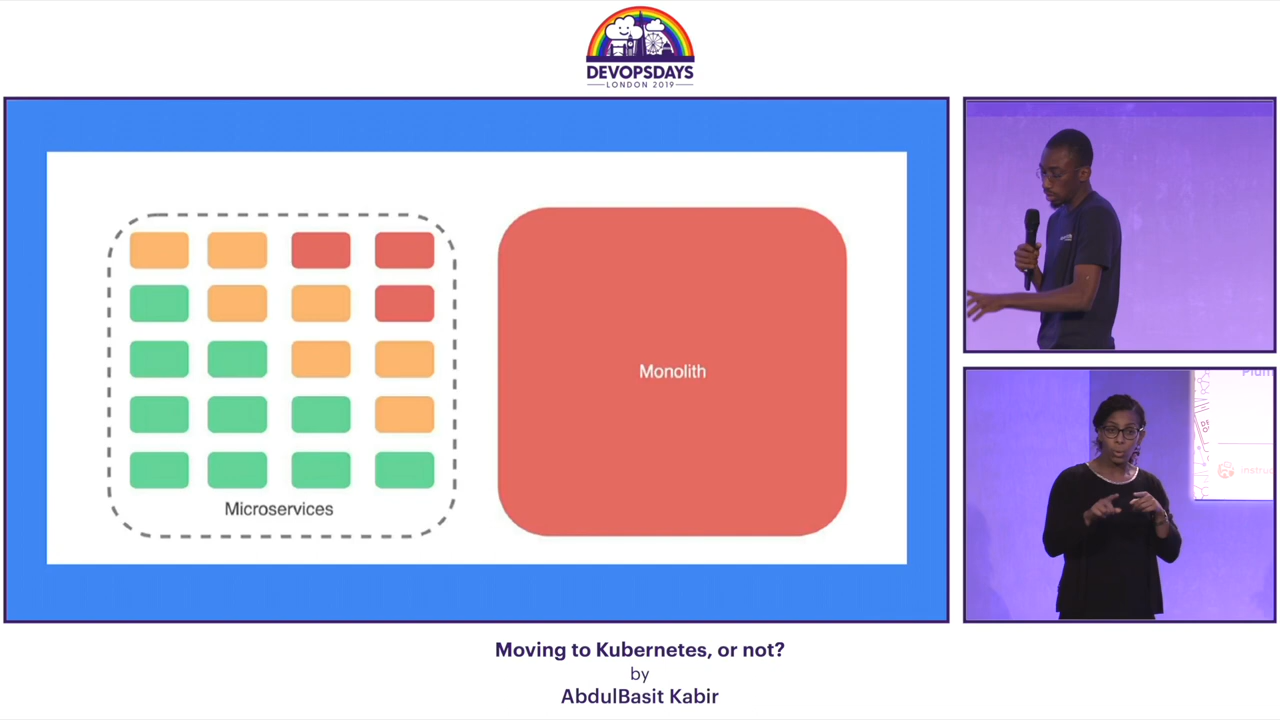 DEVOPSDAYS
LONDON 2019
Microservices
Monolith
Moving to Kubernetes, or not?
by
AbdulBasit Kabir